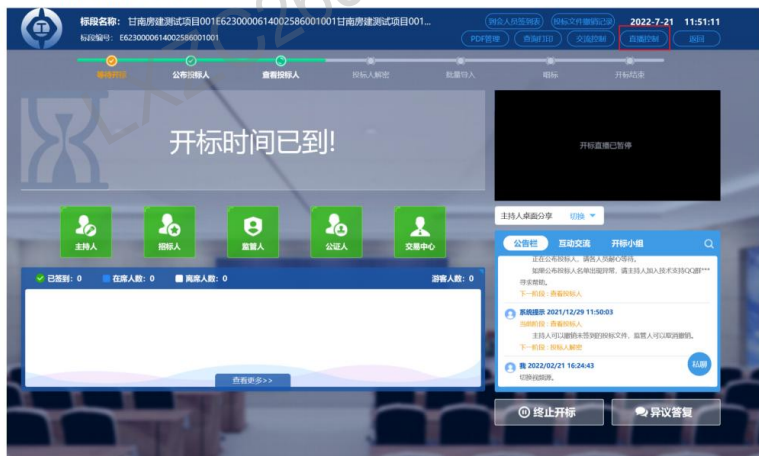 标段名称： 甘南房建测试项目001E6230000614002586001001甘南房建测试项目001...
到会人员签到表 投标文件撤销记录 2022-7-21 11:51:11
标段编号： E6230000614002586001001
PDF管理 查询打印 交流控制 直播控制 返回
等待开标 公布投标人 查看投标人 投标人解密 批量导入 唱标 开标结束
开标时间已到!
开标直播已暂停
主持人桌面分享 切换
主持人 招标人 监管人 公证人 交易中心
公告栏 互动交流 开标小组
已签到： 0 在席人数： 0 离席人数： 0 游客人数： 0
正在公布投标人，请各人员耐心等待。
如果公布投标人名单出现异常，请主持人加入技术支持QQ群***
寻求帮助。
下一阶段：查看投标人
系统提示 2021/12/29 11:50:03
当前阶段：查看投标人
主持人可以撤销未签到的投标文件，监管人可以取消撤销。
下一阶段：投标人解密
我 2022/02/21 16:24:43
切换视频源。
私聊
查看更多>>
终止开标 异议答复